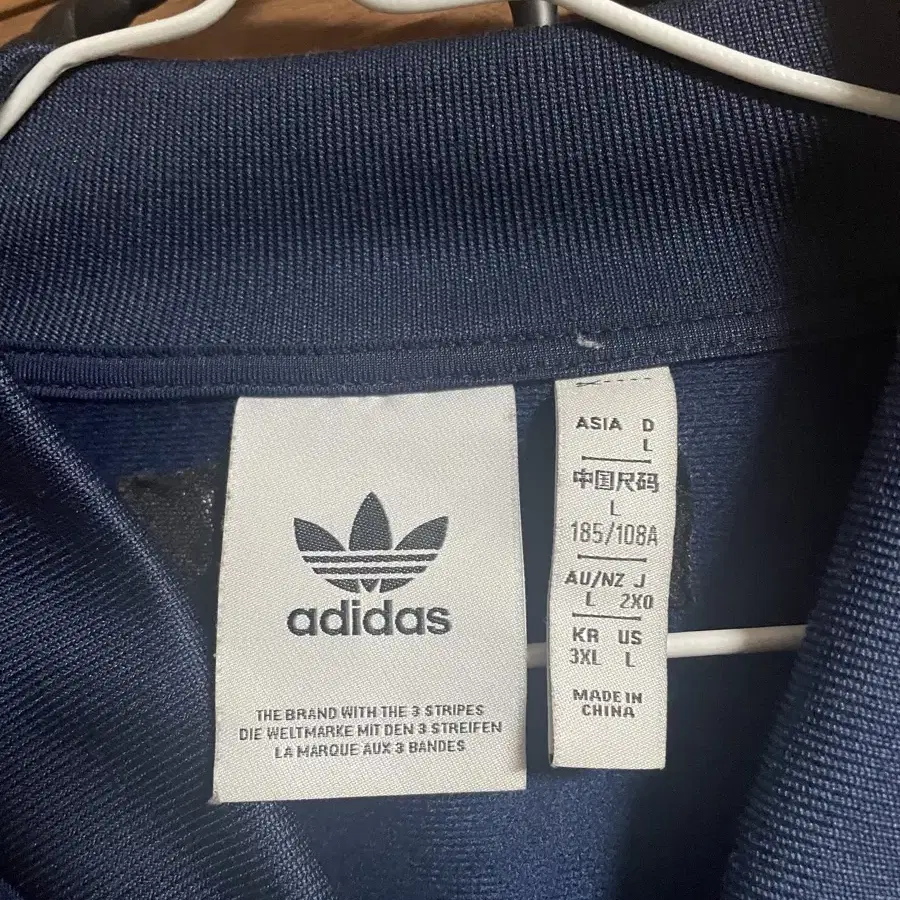 adidas
THE BRAND WITH THE 3 STRIPES
DIE WELTMARKE MIT DEN 3 STREIFEN
LA MARQUE AUX 3 BANDES
ASIA D
L
中国尺码
L
185/108A
AU/NZ J
L 2XO
KR US
3XL L
MADE IN
CHINA